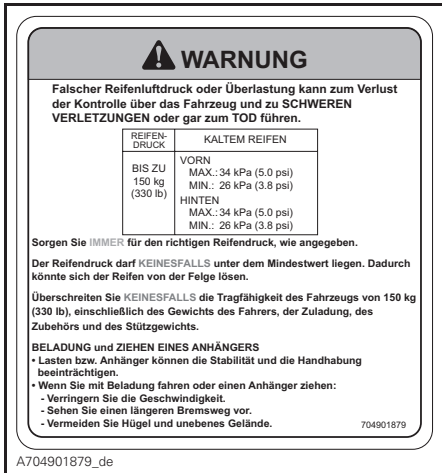 WARNUNG
Falscher Reifenluftdruck oder Überlastung kann zum Verlust
der Kontrolle über das Fahrzeug und zu SCHWEREN
VERLETZUNGEN oder gar zum TOD führen.
REIFEN-
DRUCK
KALTEM REIFEN
BIS ZU
150 kg
(330 lb)
VORN
MAX.: 34 kPa (5.0 psi)
MIN.: 26 kPa (3.8 psi)
HINTEN
MAX.: 34 kPa (5.0 psi)
MIN.: 26 kPa (3.8 psi)
Sorgen Sie IMMER für den richtigen Reifendruck, wie angegeben.
Der Reifendruck darf KEINESFALLS unter dem Mindestwert liegen. Dadurch
könnte sich der Reifen von der Felge lösen.
Überschreiten Sie KEINESFALLS die Tragfähigkeit des Fahrzeugs von 150 kg
(330 lb), einschließlich des Gewichts des Fahrers, der Zuladung, des
Zubehörs und des Stützgewichts.
BELADUNG und ZIEHEN EINES ANHÄNGERS
• Lasten bzw. Anhänger können die Stabilität und die Handhabung
beeinträchtigen.
• Wenn Sie mit Beladung fahren oder einen Anhänger ziehen:
- Verringern Sie die Geschwindigkeit.
- Sehen Sie einen längeren Bremsweg vor.
- Vermeiden Sie Hügel und unebenes Gelände.
704901879
A704901879_de